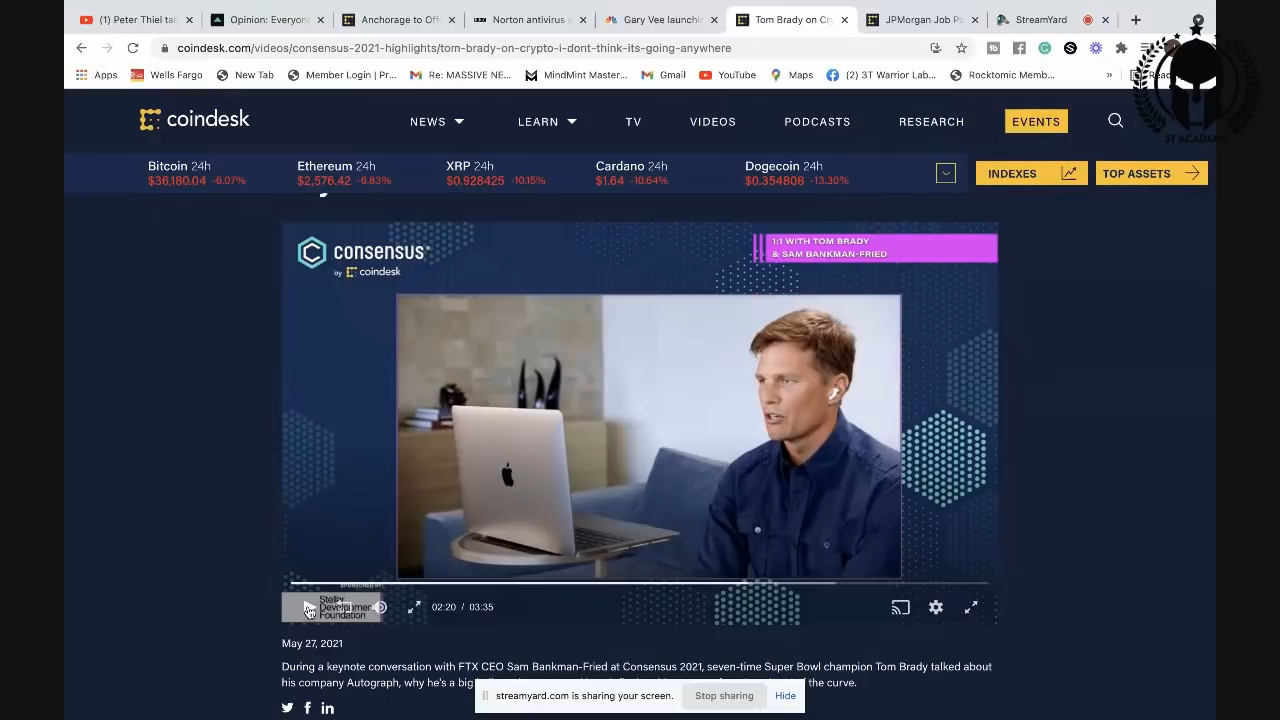 (1) Peter Thiel tal
Opinion: Everyon
Anchorage to Off
Norton antivirus a
Gary Vee launchi
Tom Brady on Cr
JPMorgan Job Po
StreamYard
coindesk.com/videos/consensus-2021-highlights/tom-brady-on-crypto-i-dont-think-its-going-anywhere
Apps
Wells Fargo
New Tab
Member Login | Pr...
Re: MASSIVE NE...
MindMint Master...
Gmail
YouTube
Maps
(2) 3T Warrior Lab...
Rocktomic Memb...
»
3T ACADEMY
coindesk
NEWS
LEARN
TV
VIDEOS
PODCASTS
RESEARCH
EVENTS
Bitcoin 24h
$36,180.04 -6.07%
Ethereum 24h
$2,576.42 -6.83%
XRP 24h
$0.928425 -10.15%
Cardano 24h
$1.64 -10.64%
Dogecoin 24h
$0.354808 -13.30%
INDEXES
TOP ASSETS
consensus
by coindesk
1:1 WITH TOM BRADY
& SAM BANKMAN-FRIED
SPONSORED BY
Stellar
Development
Foundation
02:20 / 03:35
May 27, 2021
During a keynote conversation with FTX CEO Sam Bankman-Fried at Consensus 2021, seven-time Super Bowl champion Tom Brady talked about
his company Autograph, why he's a big the curve.
streamyard.com is sharing your screen.
Stop sharing
Hide